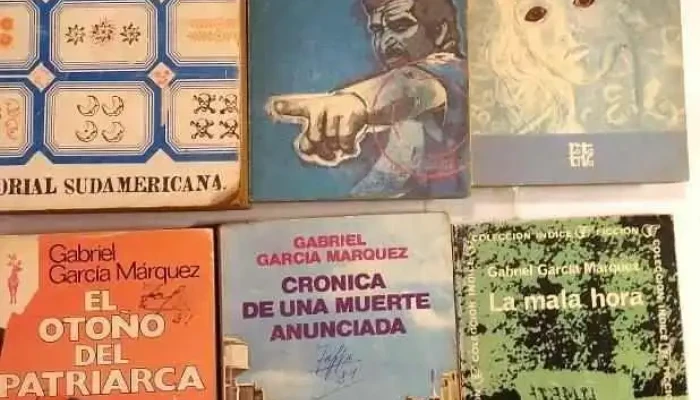 ORIAL SUDAMERICANA.
Gabriel
García Márquez
EL
OTOÑO
DEL
PATRIARCA
GABRIEL
GARCIA MARQUEZ
CRONICA
DE UNA MUERTE
ANUNCIADA
COLECCION INDICE FICCION
Gabriel García Márquez
La mala hora